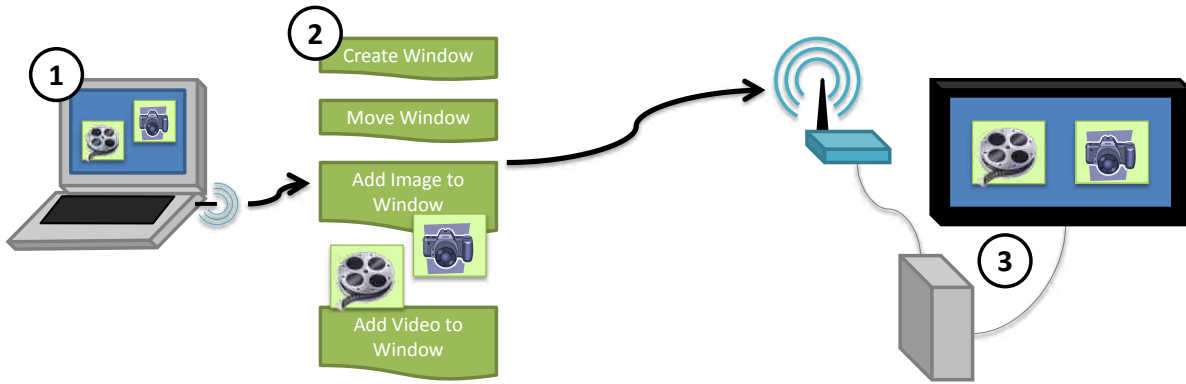 1
2
Create Window
Move Window
Add Image to
Window
Add Video to
Window
3